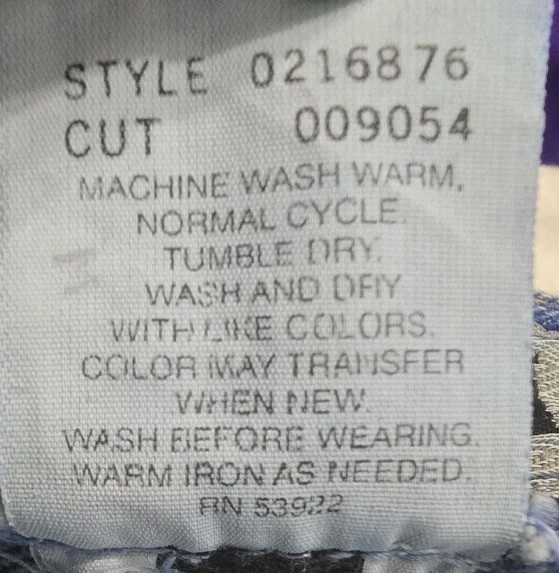 STYLE 0216876
CUT 009054
MACHINE WASH WARM,
NORMAL CYCLE.
TUMBLE DRY.
WASH AND DRY
WITH LIKE COLORS.
COLOR MAY TRANSFER
WHEN NEW.
WASH BEFORE WEARING.
WARM IRON AS NEEDED.
RN 53922